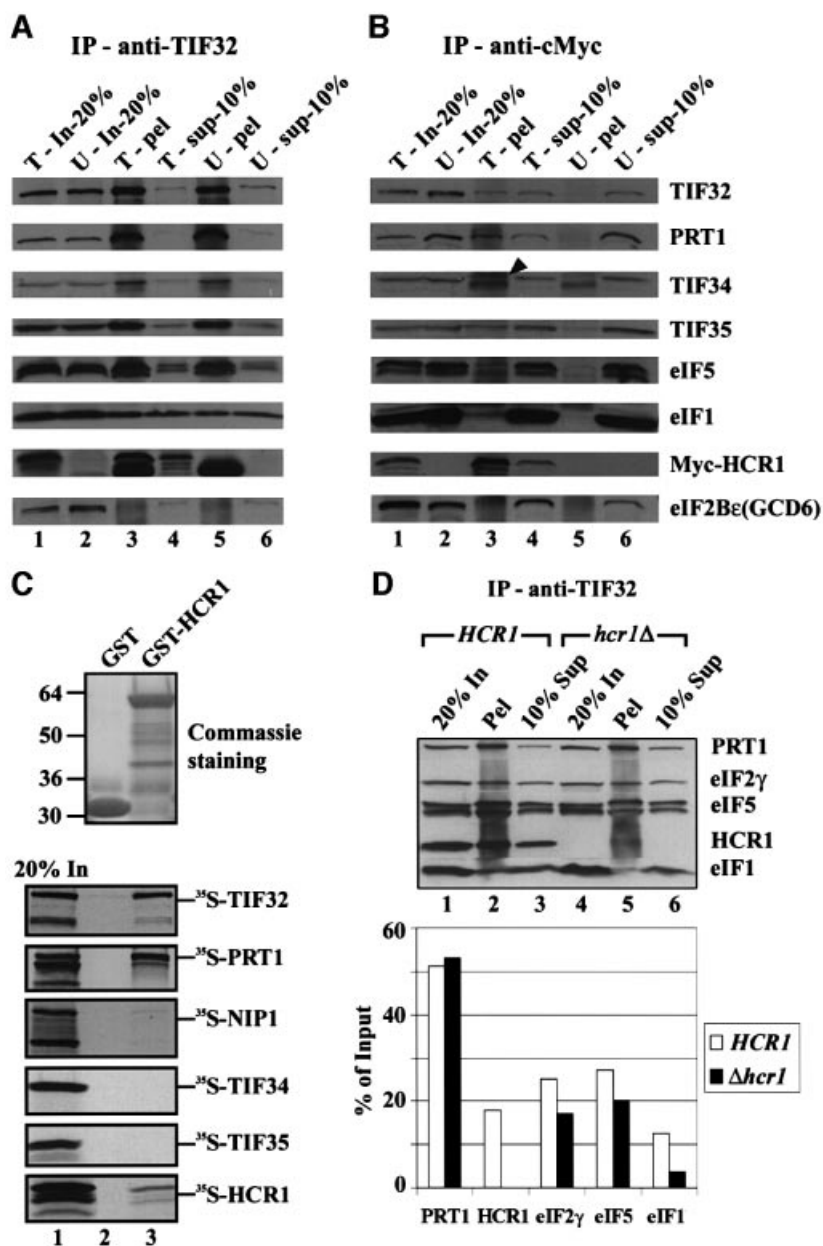 A
IP - anti-TIF32
T - In-20%
U - In-20%
T - pel
T - sup-10%
U - pel
U - sup-10%
1 2 3 4 5 6
B
IP - anti-cMyc
T - In-20%
U - In-20%
T - pel
T - sup-10%
U - pel
U - sup-10%
TIF32
PRT1
TIF34
TIF35
eIF5
eIF1
Myc-HCR1
eIF2Bε(GCD6)
1 2 3 4 5 6
C
GST
GST-HCR1
64
50
36
30
Commassie
staining
20% In
³⁵S-TIF32
³⁵S-PRT1
³⁵S-NIP1
³⁵S-TIF34
³⁵S-TIF35
³⁵S-HCR1
1 2 3
D
IP - anti-TIF32
HCR1 hcr1Δ
20% In
Pel
10% Sup
20% In
Pel
10% Sup
PRT1
eIF2γ
eIF5
HCR1
eIF1
1 2 3 4 5 6
% of Input
60
40
20
0
PRT1 HCR1 eIF2γ eIF5 eIF1
HCR1
Δhcr1